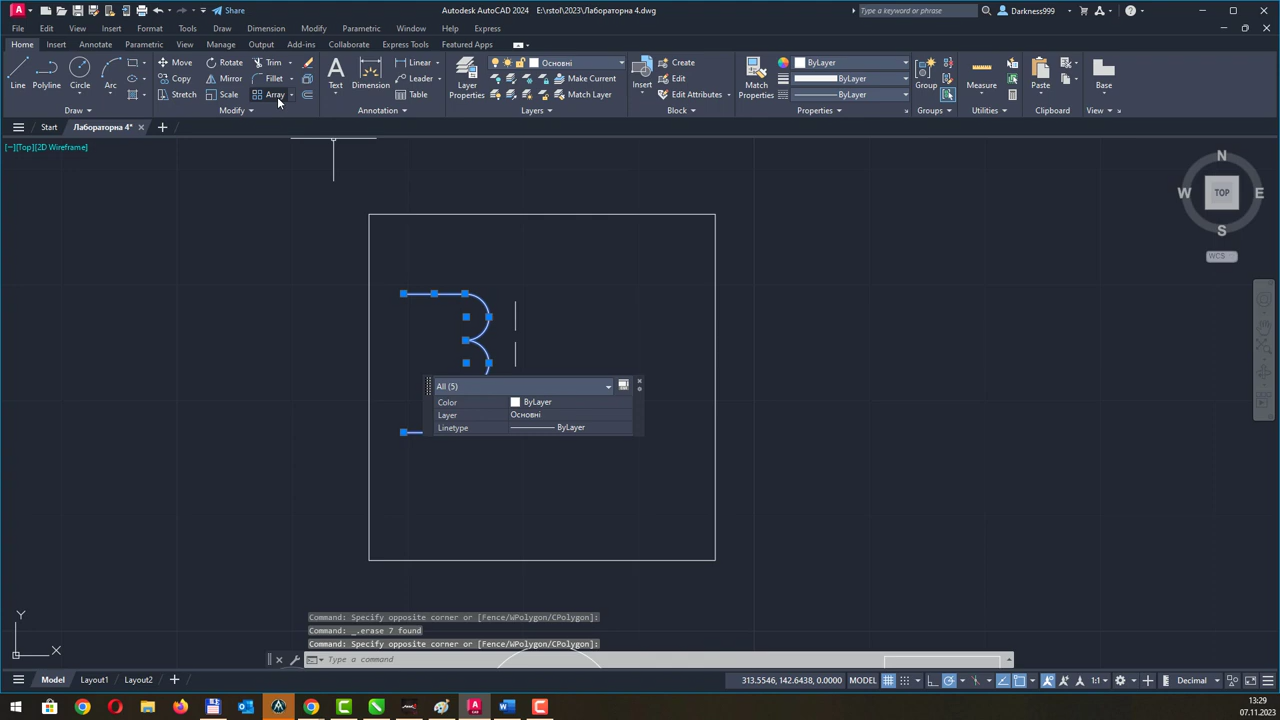 Share
Autodesk AutoCAD 2024 E:\rstol\2023\Лабораторна 4.dwg
Type a keyword or phrase
Darkness999
File Edit View Insert Format Tools Draw Dimension Modify Parametric Window Help Express
Home Insert Annotate Parametric View Manage Output Add-ins Collaborate Express Tools Featured Apps
Line Polyline Circle Arc
Move Rotate Trim
Copy Mirror Fillet
Stretch Scale Array
Text Dimension
Linear
Leader
Table
Layer Properties
Основні
Make Current
Match Layer
Insert
Create
Edit
Edit Attributes
Match Properties
ByLayer
ByLayer
ByLayer
Group
Measure
Paste
Base
Draw Modify Annotation Layers Block Properties Groups Utilities Clipboard View
Start Лабораторна 4*
[−][Top][2D Wireframe]
N
W TOP E
S
WCS
All (5)
Color ByLayer
Layer Основні
Linetype ByLayer
Y
X
Command: Specify opposite corner or [Fence/WPolygon/CPolygon]:
Command: _.erase 7 found
Command: Specify opposite corner or [Fence/WPolygon/CPolygon]:
Type a command
Model Layout1 Layout2
313.5546, 142.6438, 0.0000 MODEL 1:1 Decimal
13:29
07.11.2023